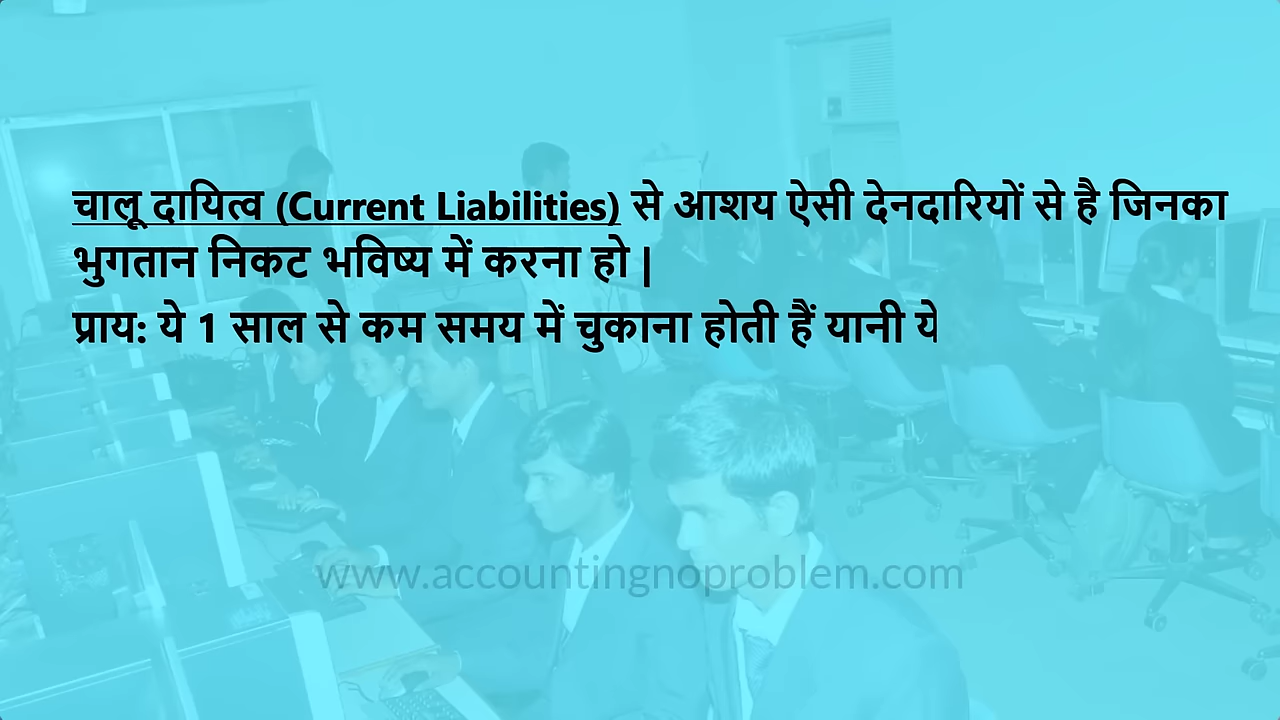 चालू दायित्व (Current Liabilities) से आशय ऐसी देनदारियों से है जिनका
भुगतान निकट भविष्य में करना हो |
प्राय: ये 1 साल से कम समय में चुकाना होती हैं यानी ये
www.accountingnoproblem.com